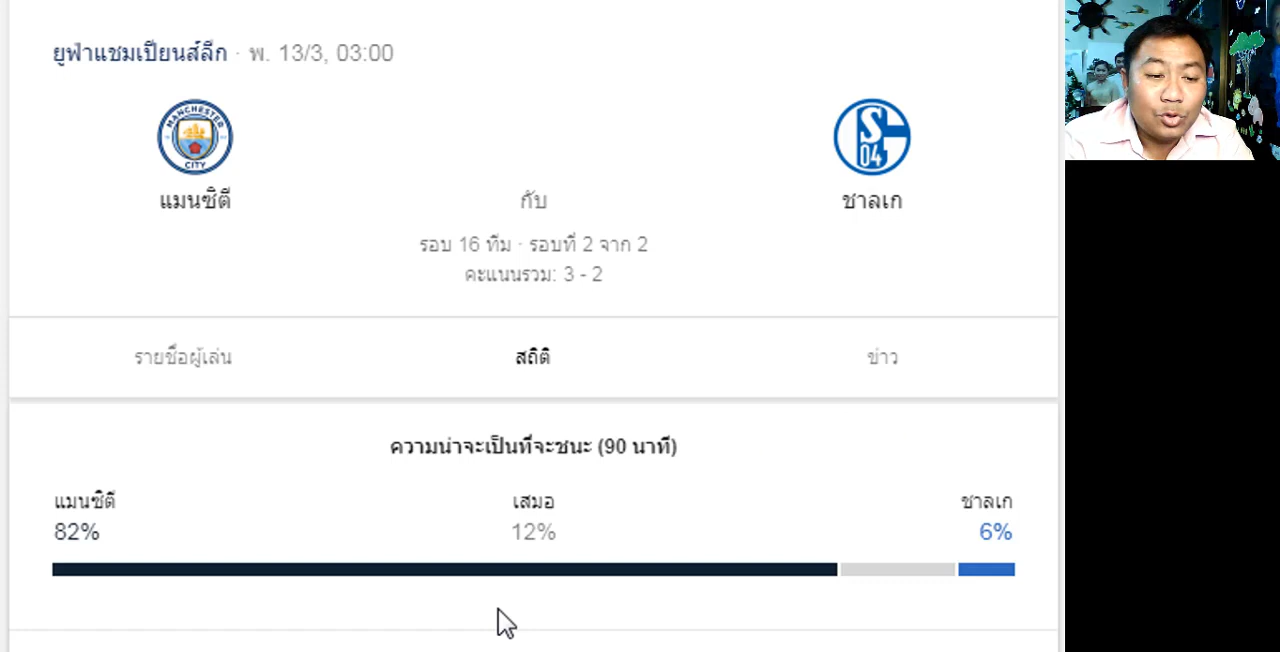 ยูฟ่าแชมเปียนส์ลีก · พ. 13/3, 03:00
MANCHESTER CITY
S 04
แมนซิตี กับ ชาลเก
รอบ 16 ทีม · รอบที่ 2 จาก 2
คะแนนรวม: 3 - 2
รายชื่อผู้เล่น สถิติ ข่าว
ความน่าจะเป็นที่จะชนะ (90 นาที)
แมนซิตี เสมอ ชาลเก
82% 12% 6%